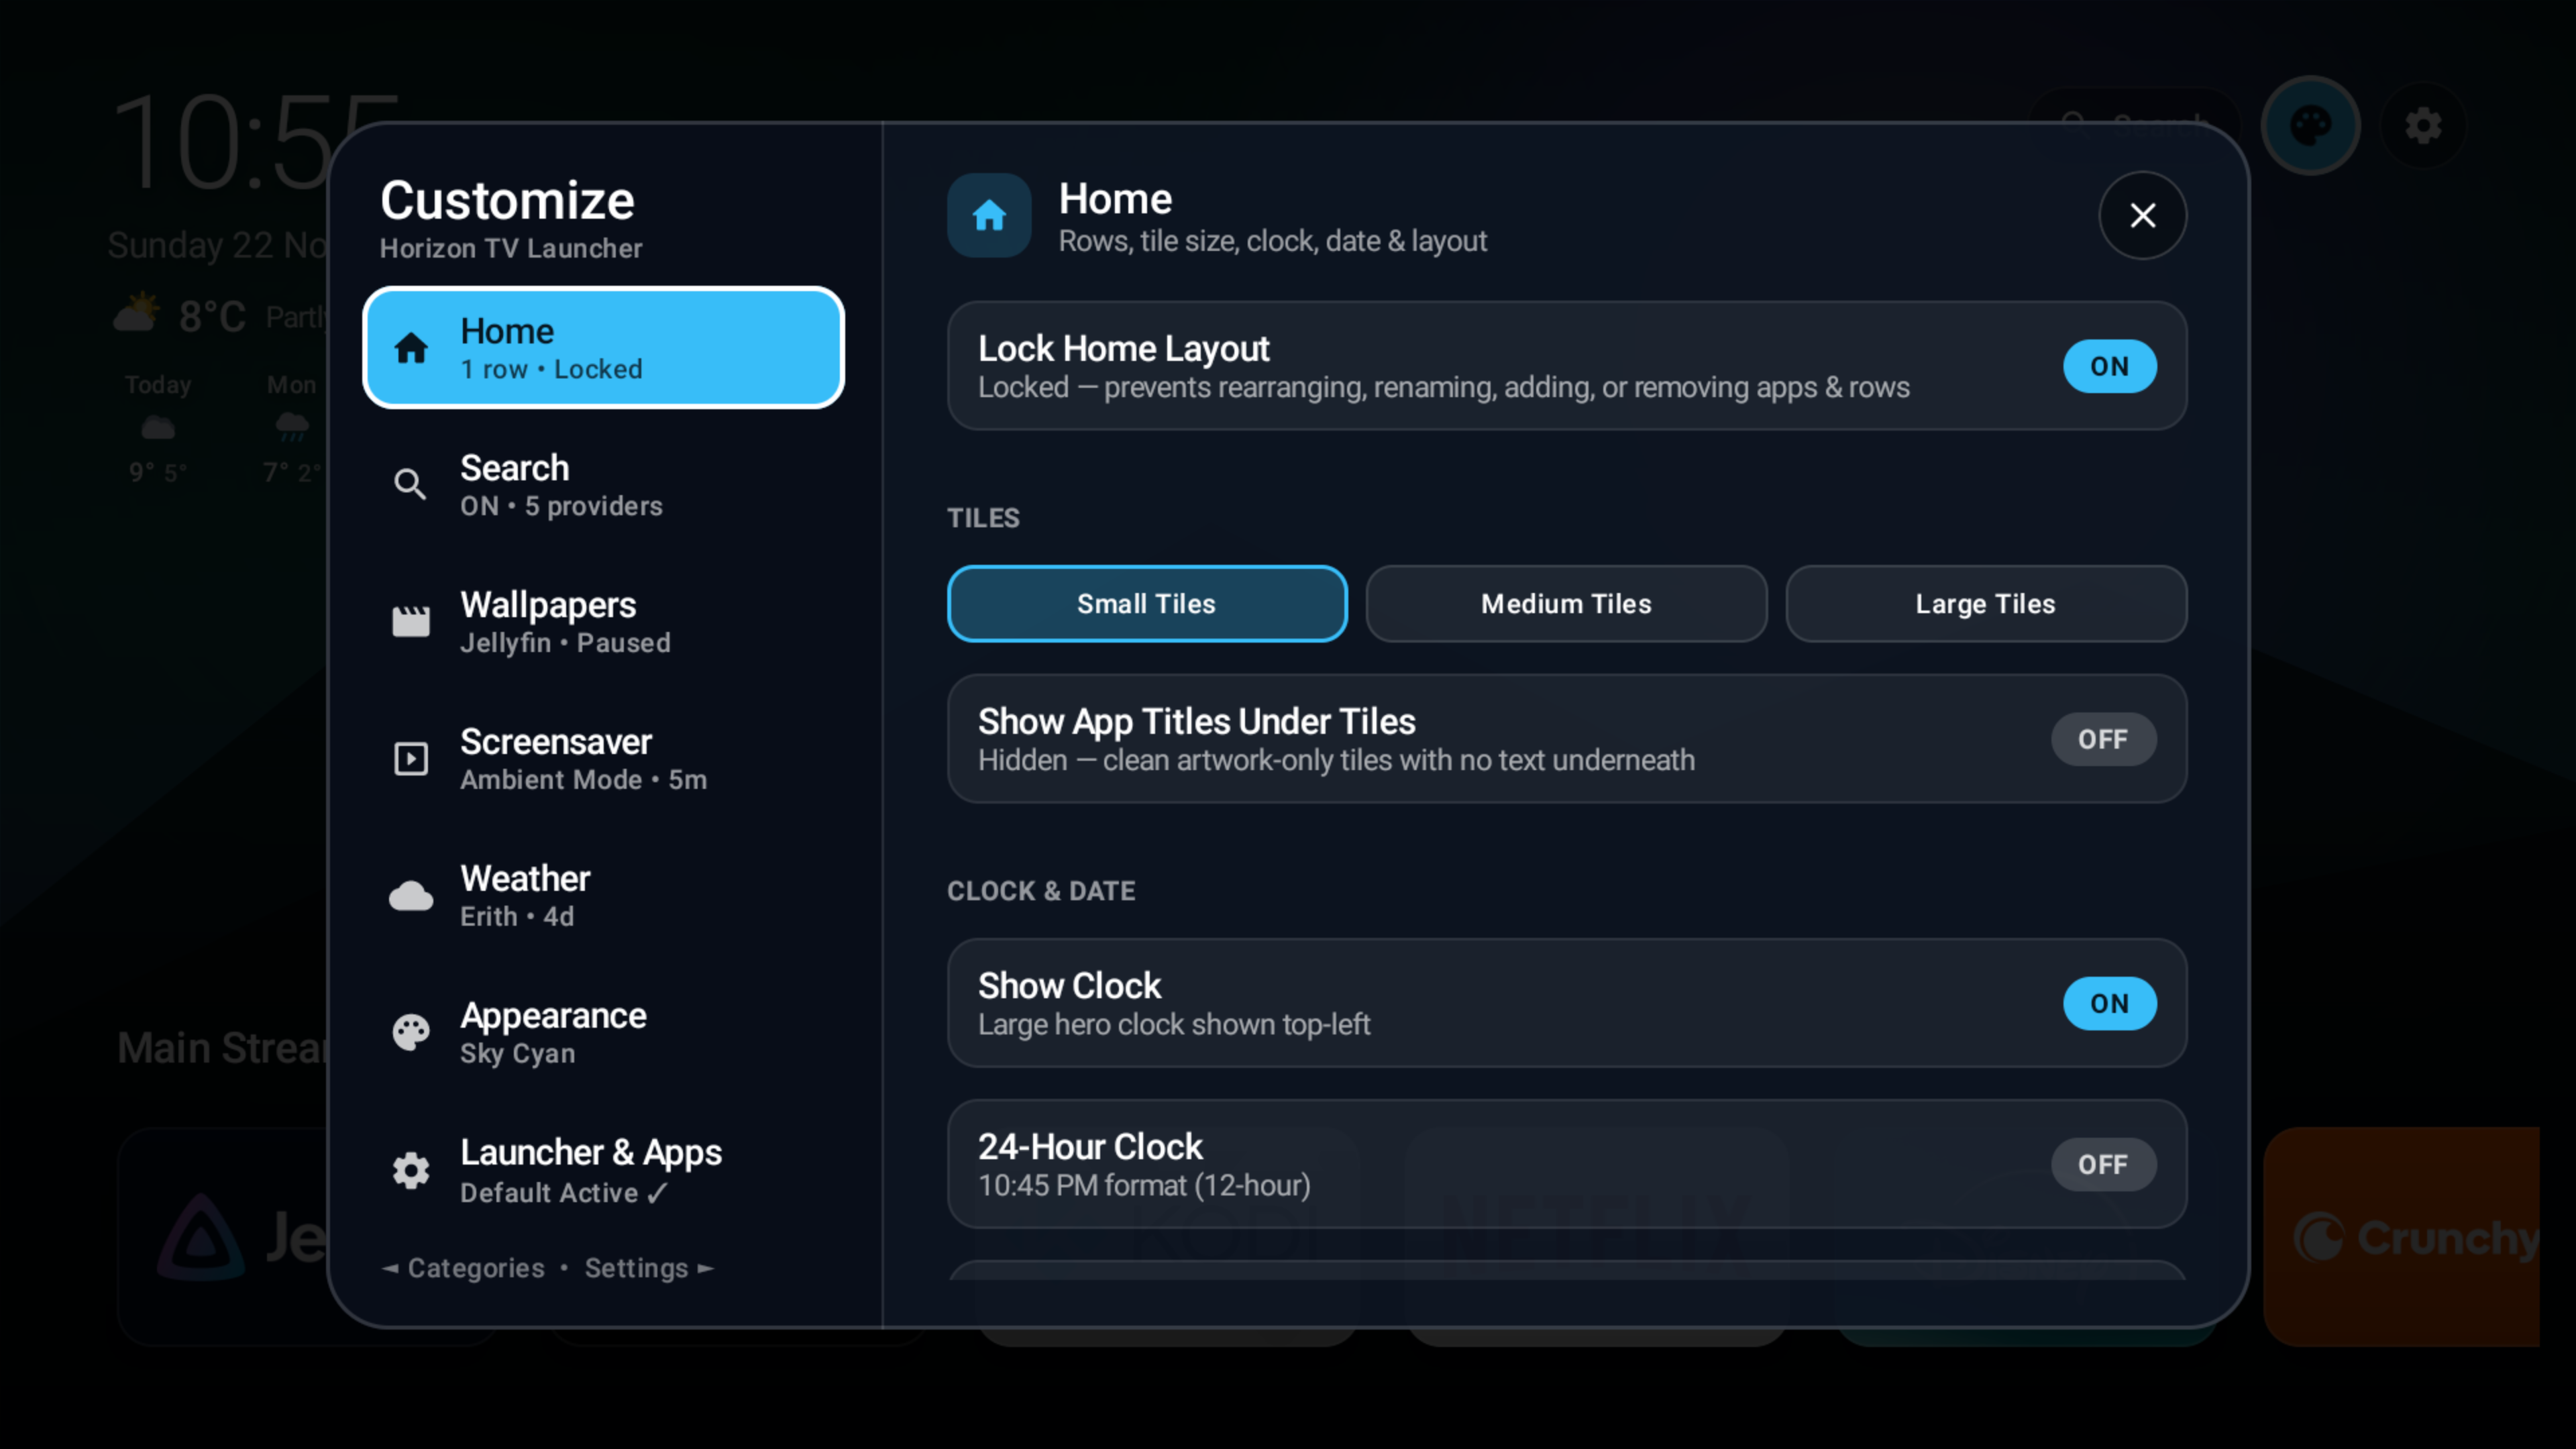 10:55
Search
Sunday 22 No
8°C Partly
Today Mon
9° 5° 7° 2°
Customize
Horizon TV Launcher
Home
1 row • Locked
Search
ON • 5 providers
Wallpapers
Jellyfin • Paused
Screensaver
Ambient Mode • 5m
Weather
Erith • 4d
Appearance
Sky Cyan
Launcher & Apps
Default Active ✓
◄ Categories • Settings ►
Home
Rows, tile size, clock, date & layout
Lock Home Layout
Locked — prevents rearranging, renaming, adding, or removing apps & rows
ON
TILES
Small Tiles Medium Tiles Large Tiles
Show App Titles Under Tiles
Hidden — clean artwork-only tiles with no text underneath
OFF
CLOCK & DATE
Show Clock
Large hero clock shown top-left
ON
24-Hour Clock
10:45 PM format (12-hour)
OFF
Main Strea
Je
KODI
NETFLIX
Crunchy